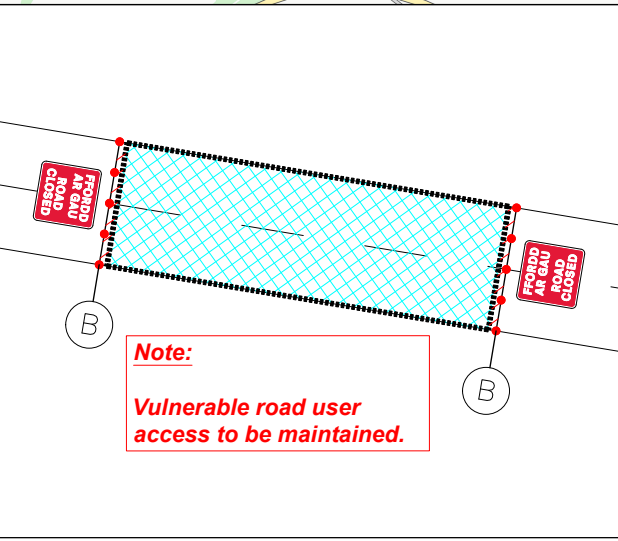 FFORDD
AR GAU
ROAD
CLOSED
FFORDD
AR GAU
ROAD
CLOSED
B
Note:
Vulnerable road user
access to be maintained.
B